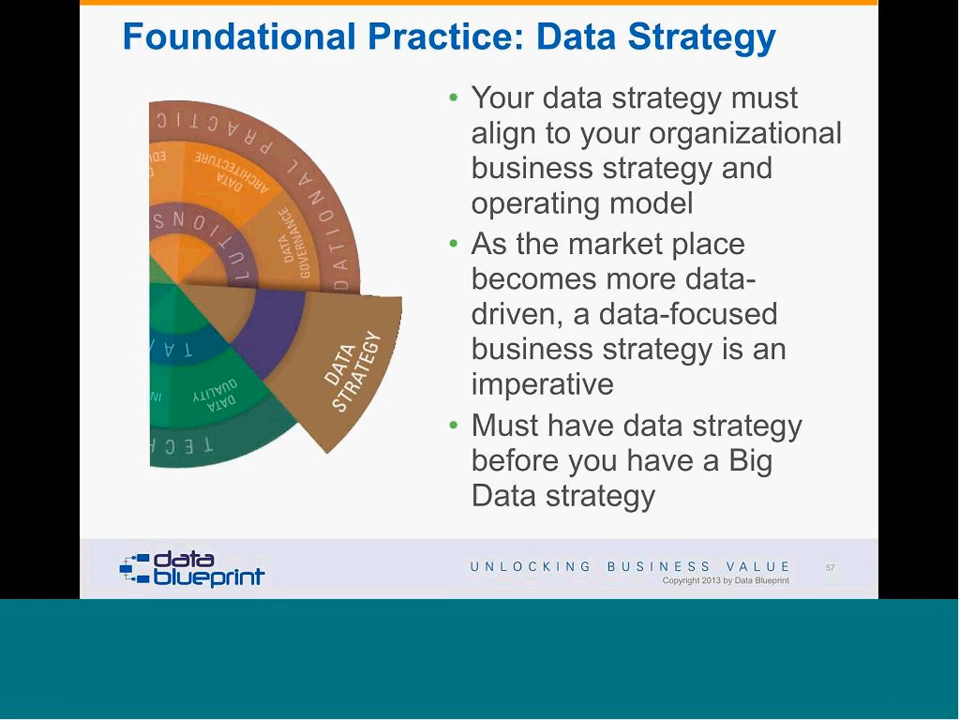 Foundational Practice: Data Strategy
• Your data strategy must
align to your organizational
business strategy and
operating model
• As the market place
becomes more data-
driven, a data-focused
business strategy is an
imperative
• Must have data strategy
before you have a Big
Data strategy
DATA
ARCHITECTURE
DATA
GOVERNANCE
DATA
STRATEGY
DATA
QUALITY
data
blueprint
UNLOCKING BUSINESS VALUE
Copyright 2013 by Data Blueprint
57